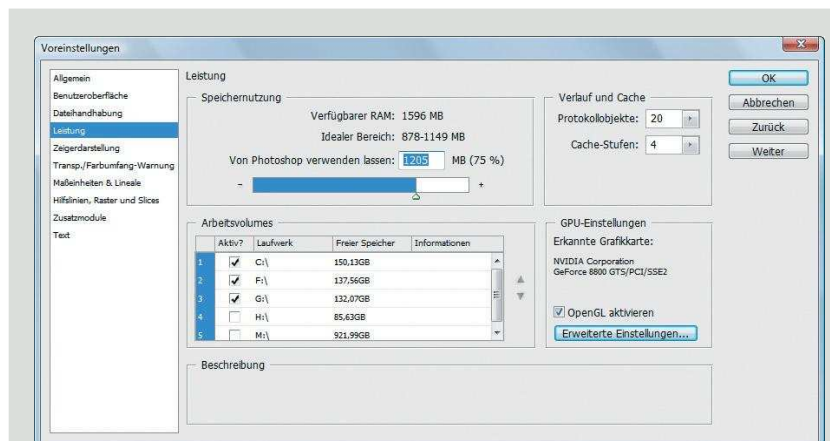 Voreinstellungen
Allgemein
Benutzeroberfläche
Dateihandhabung
Leistung
Zeigerdarstellung
Transp./Farbumfang-Warnung
Maßeinheiten & Lineale
Hilfslinien, Raster und Slices
Zusatzmodule
Text
Leistung
Speichernutzung
Verfügbarer RAM: 1596 MB
Idealer Bereich: 878-1149 MB
Von Photoshop verwenden lassen: 1205 MB (75 %)
- +
Verlauf und Cache
Protokollobjekte: 20
Cache-Stufen: 4
OK
Abbrechen
Zurück
Weiter
Arbeitsvolumes
Aktiv? Laufwerk Freier Speicher Informationen
1 C:\ 150,13GB
2 F:\ 137,56GB
3 G:\ 132,07GB
4 H:\ 85,63GB
5 M:\ 921,99GB
GPU-Einstellungen
Erkannte Grafikkarte:
NVIDIA Corporation
GeForce 8800 GTS/PCI/SSE2
OpenGL aktivieren
Erweiterte Einstellungen...
Beschreibung